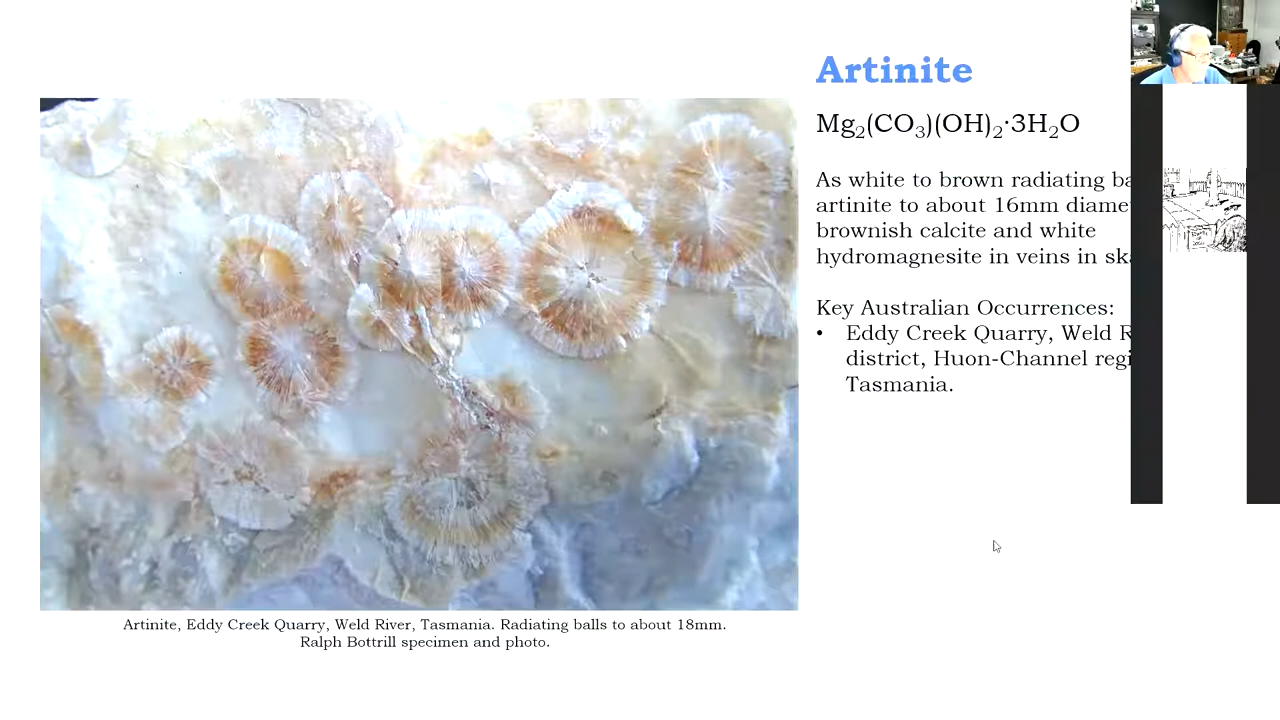 Artinite
Mg₂(CO₃)(OH)₂·3H₂O
As white to brown radiating
artinite to about 16mm
brownish calcite and white
hydromagnesite in veins in
Key Australian Occurrences:
• Eddy Creek Quarry, Weld
district, Huon-Channel
Tasmania.
Artinite, Eddy Creek Quarry, Weld River, Tasmania. Radiating balls to about 18mm.
Ralph Bottrill specimen and photo.